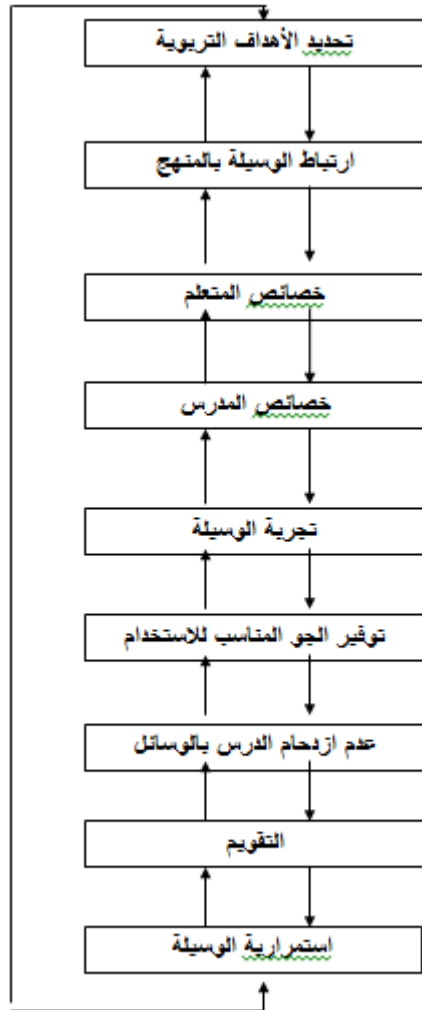 تحديد الأهداف التربوية
ارتباط الوسيلة بالمنهج
خصائص المتعلم
خصائص المدرس
تجربة الوسيلة
توفير الجو المناسب للاستخدام
عدم ازدحام الدرس بالوسائل
التقويم
استمرارية الوسيلة